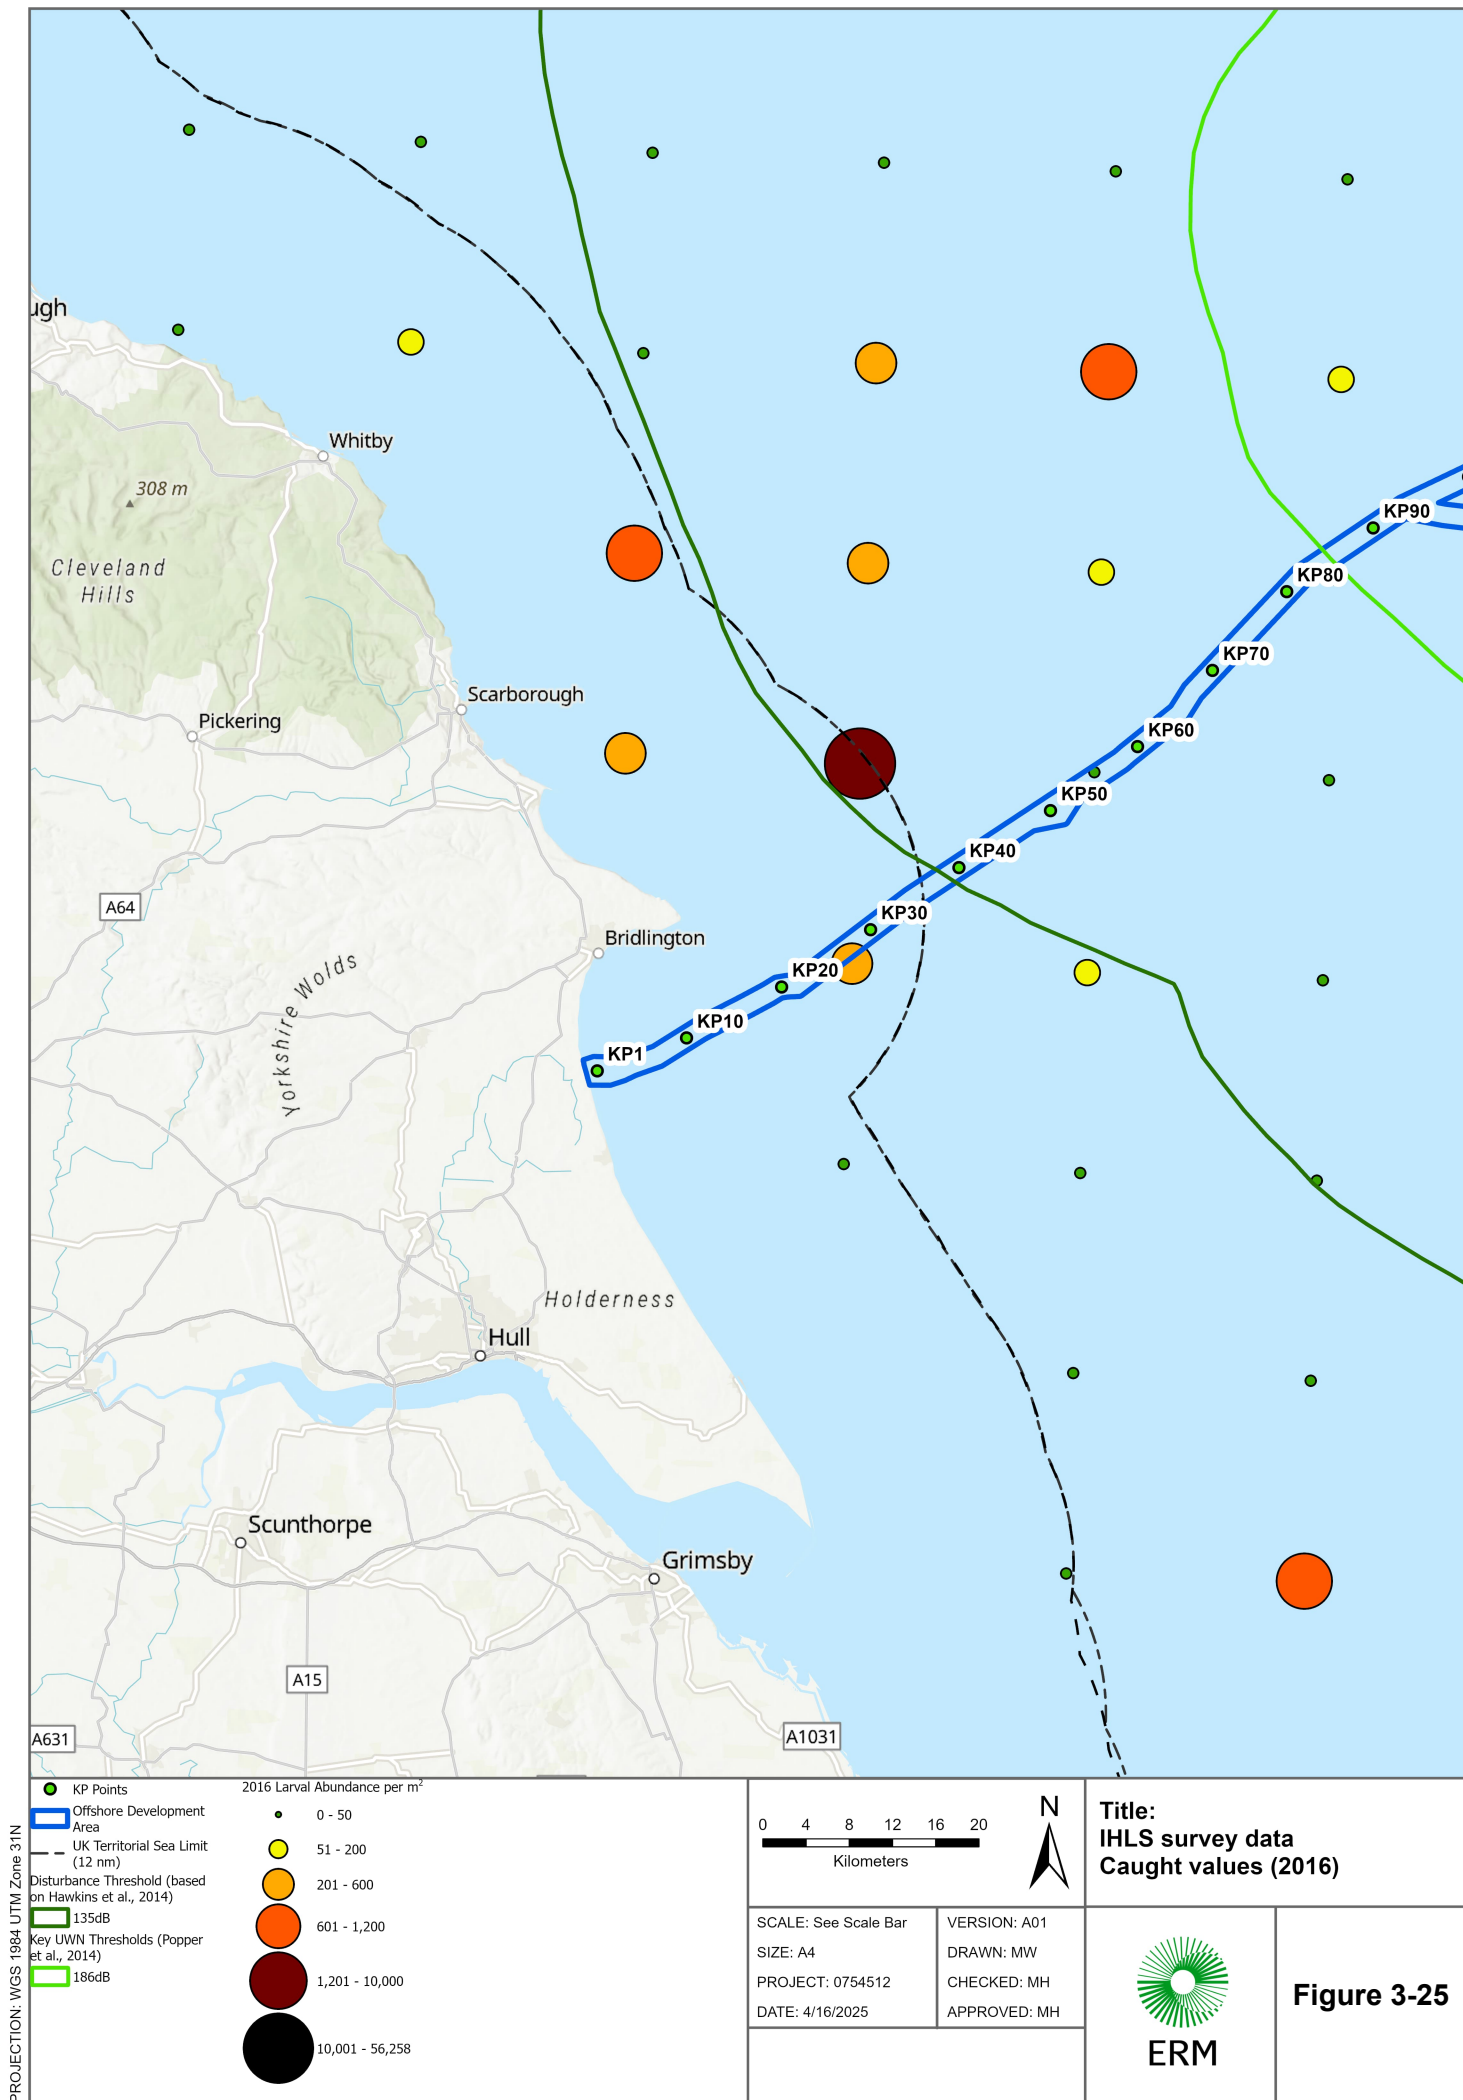 ugh
Whitby
308 m
Cleveland
Hills
KP90
KP80
KP70
Scarborough
Pickering
KP60
KP50
KP40
A64
KP30
Bridlington
KP20
Yorkshire Wolds
KP10
KP1
Holderness
Hull
Scunthorpe
Grimsby
A15
A631
A1031
PROJECTION: WGS 1984 UTM Zone 31N
KP Points
Offshore Development
Area
UK Territorial Sea Limit
(12 nm)
Disturbance Threshold (based
on Hawkins et al., 2014)
135dB
Key UWN Thresholds (Popper
et al., 2014)
186dB
2016 Larval Abundance per m²
0 - 50
51 - 200
201 - 600
601 - 1,200
1,201 - 10,000
10,001 - 56,258
0 4 8 12 16 20
Kilometers
N
Title:
IHLS survey data
Caught values (2016)
SCALE: See Scale Bar
VERSION: A01
SIZE: A4
DRAWN: MW
PROJECT: 0754512
CHECKED: MH
DATE: 4/16/2025
APPROVED: MH
ERM
Figure 3-25